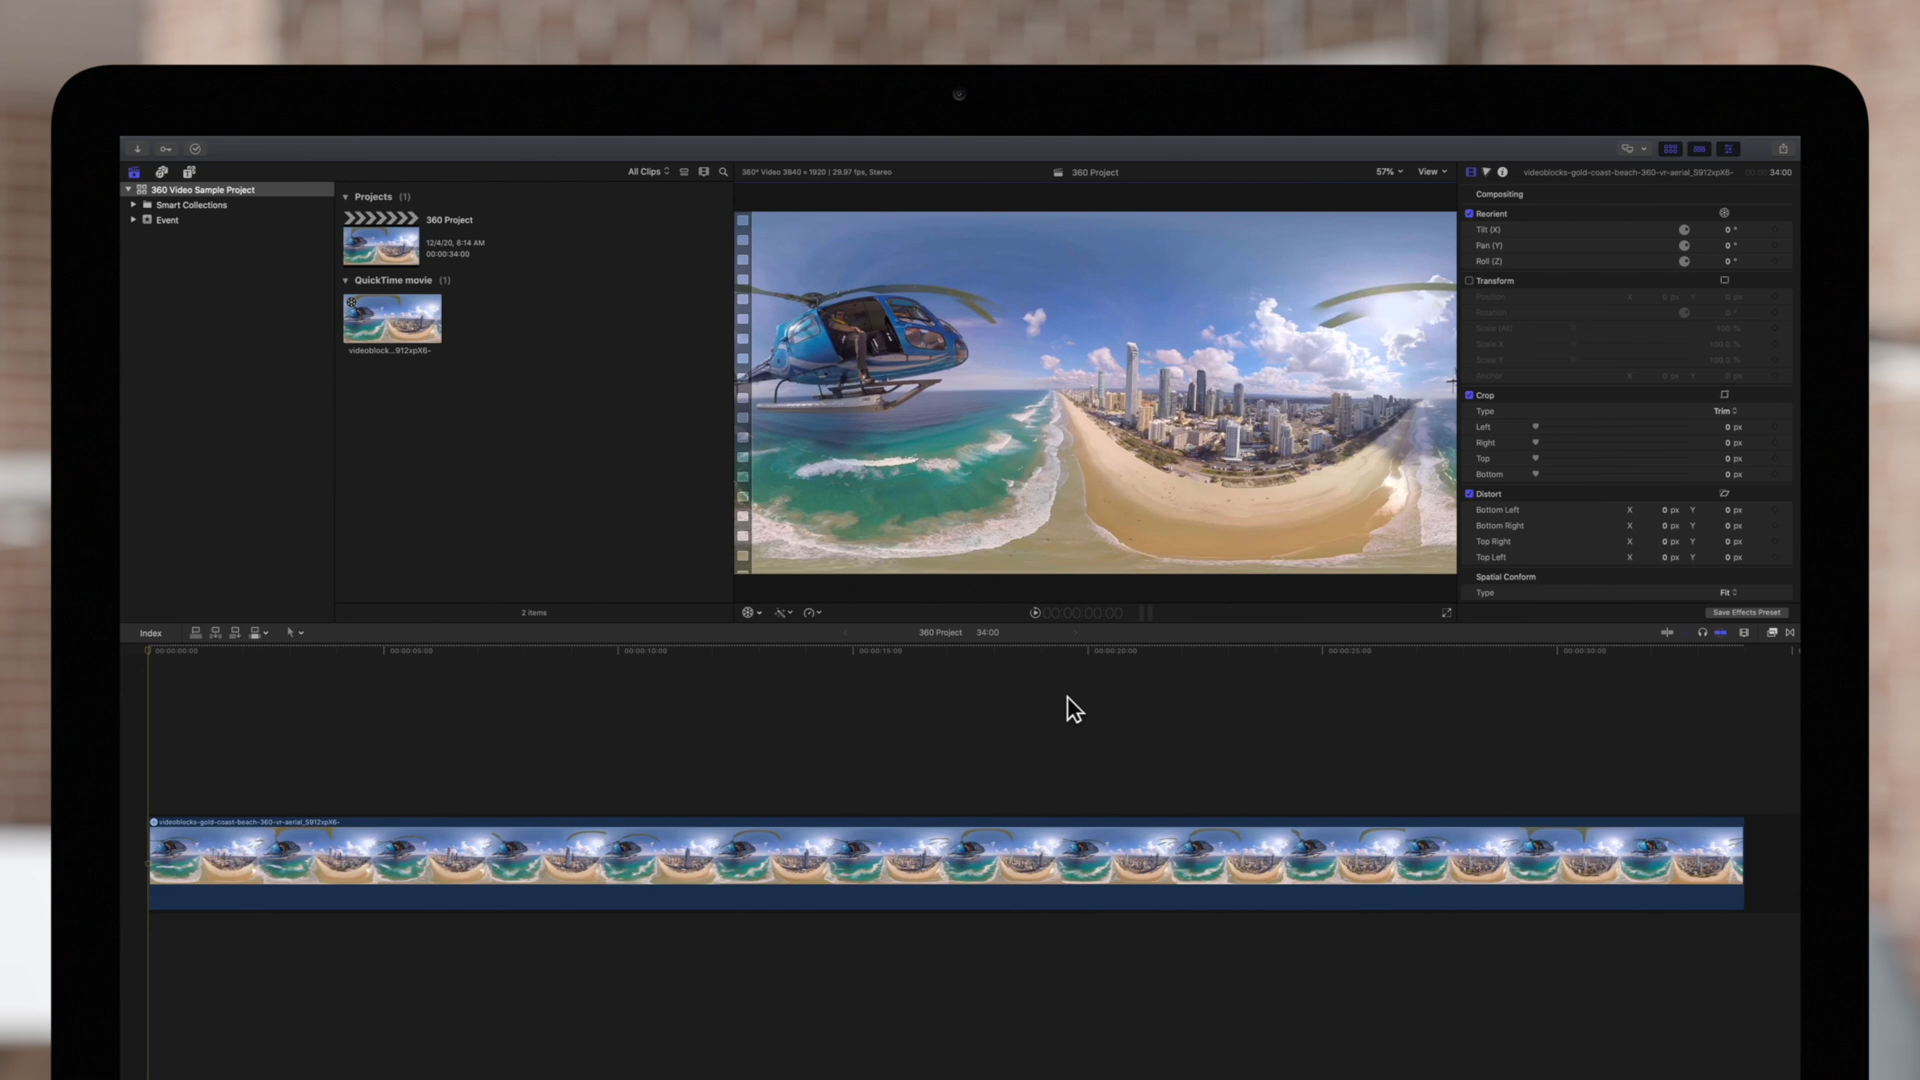 All Clips
360° Video 3840 × 1920 | 29.97 fps, Stereo
360 Project
57%
View
videoblocks-gold-coast-beach-360-vr-aerial_S912xpX6-
34:00
360 Video Sample Project
Smart Collections
Event
Projects (1)
360 Project
12/4/20, 8:14 AM
00:00:34:00
QuickTime movie (1)
videoblock...912xpX6-
2 items
Compositing
Reorient
Tilt (X) 0 °
Pan (Y) 0 °
Roll (Z) 0 °
Transform
Position X 0 px Y 0 px
Rotation 0 °
Scale (All) 100 %
Scale X 100.0 %
Scale Y 100.0 %
Anchor X 0 px Y 0 px
Crop
Type Trim
Left 0 px
Right 0 px
Top 0 px
Bottom 0 px
Distort
Bottom Left X 0 px Y 0 px
Bottom Right X 0 px Y 0 px
Top Right X 0 px Y 0 px
Top Left X 0 px Y 0 px
Spatial Conform
Type Fit
00:00:00:00
Save Effects Preset
Index
360 Project 34:00
00:00:00:00 00:00:05:00 00:00:10:00 00:00:15:00 00:00:20:00 00:00:25:00 00:00:30:00
videoblocks-gold-coast-beach-360-vr-aerial_S912xpX6-